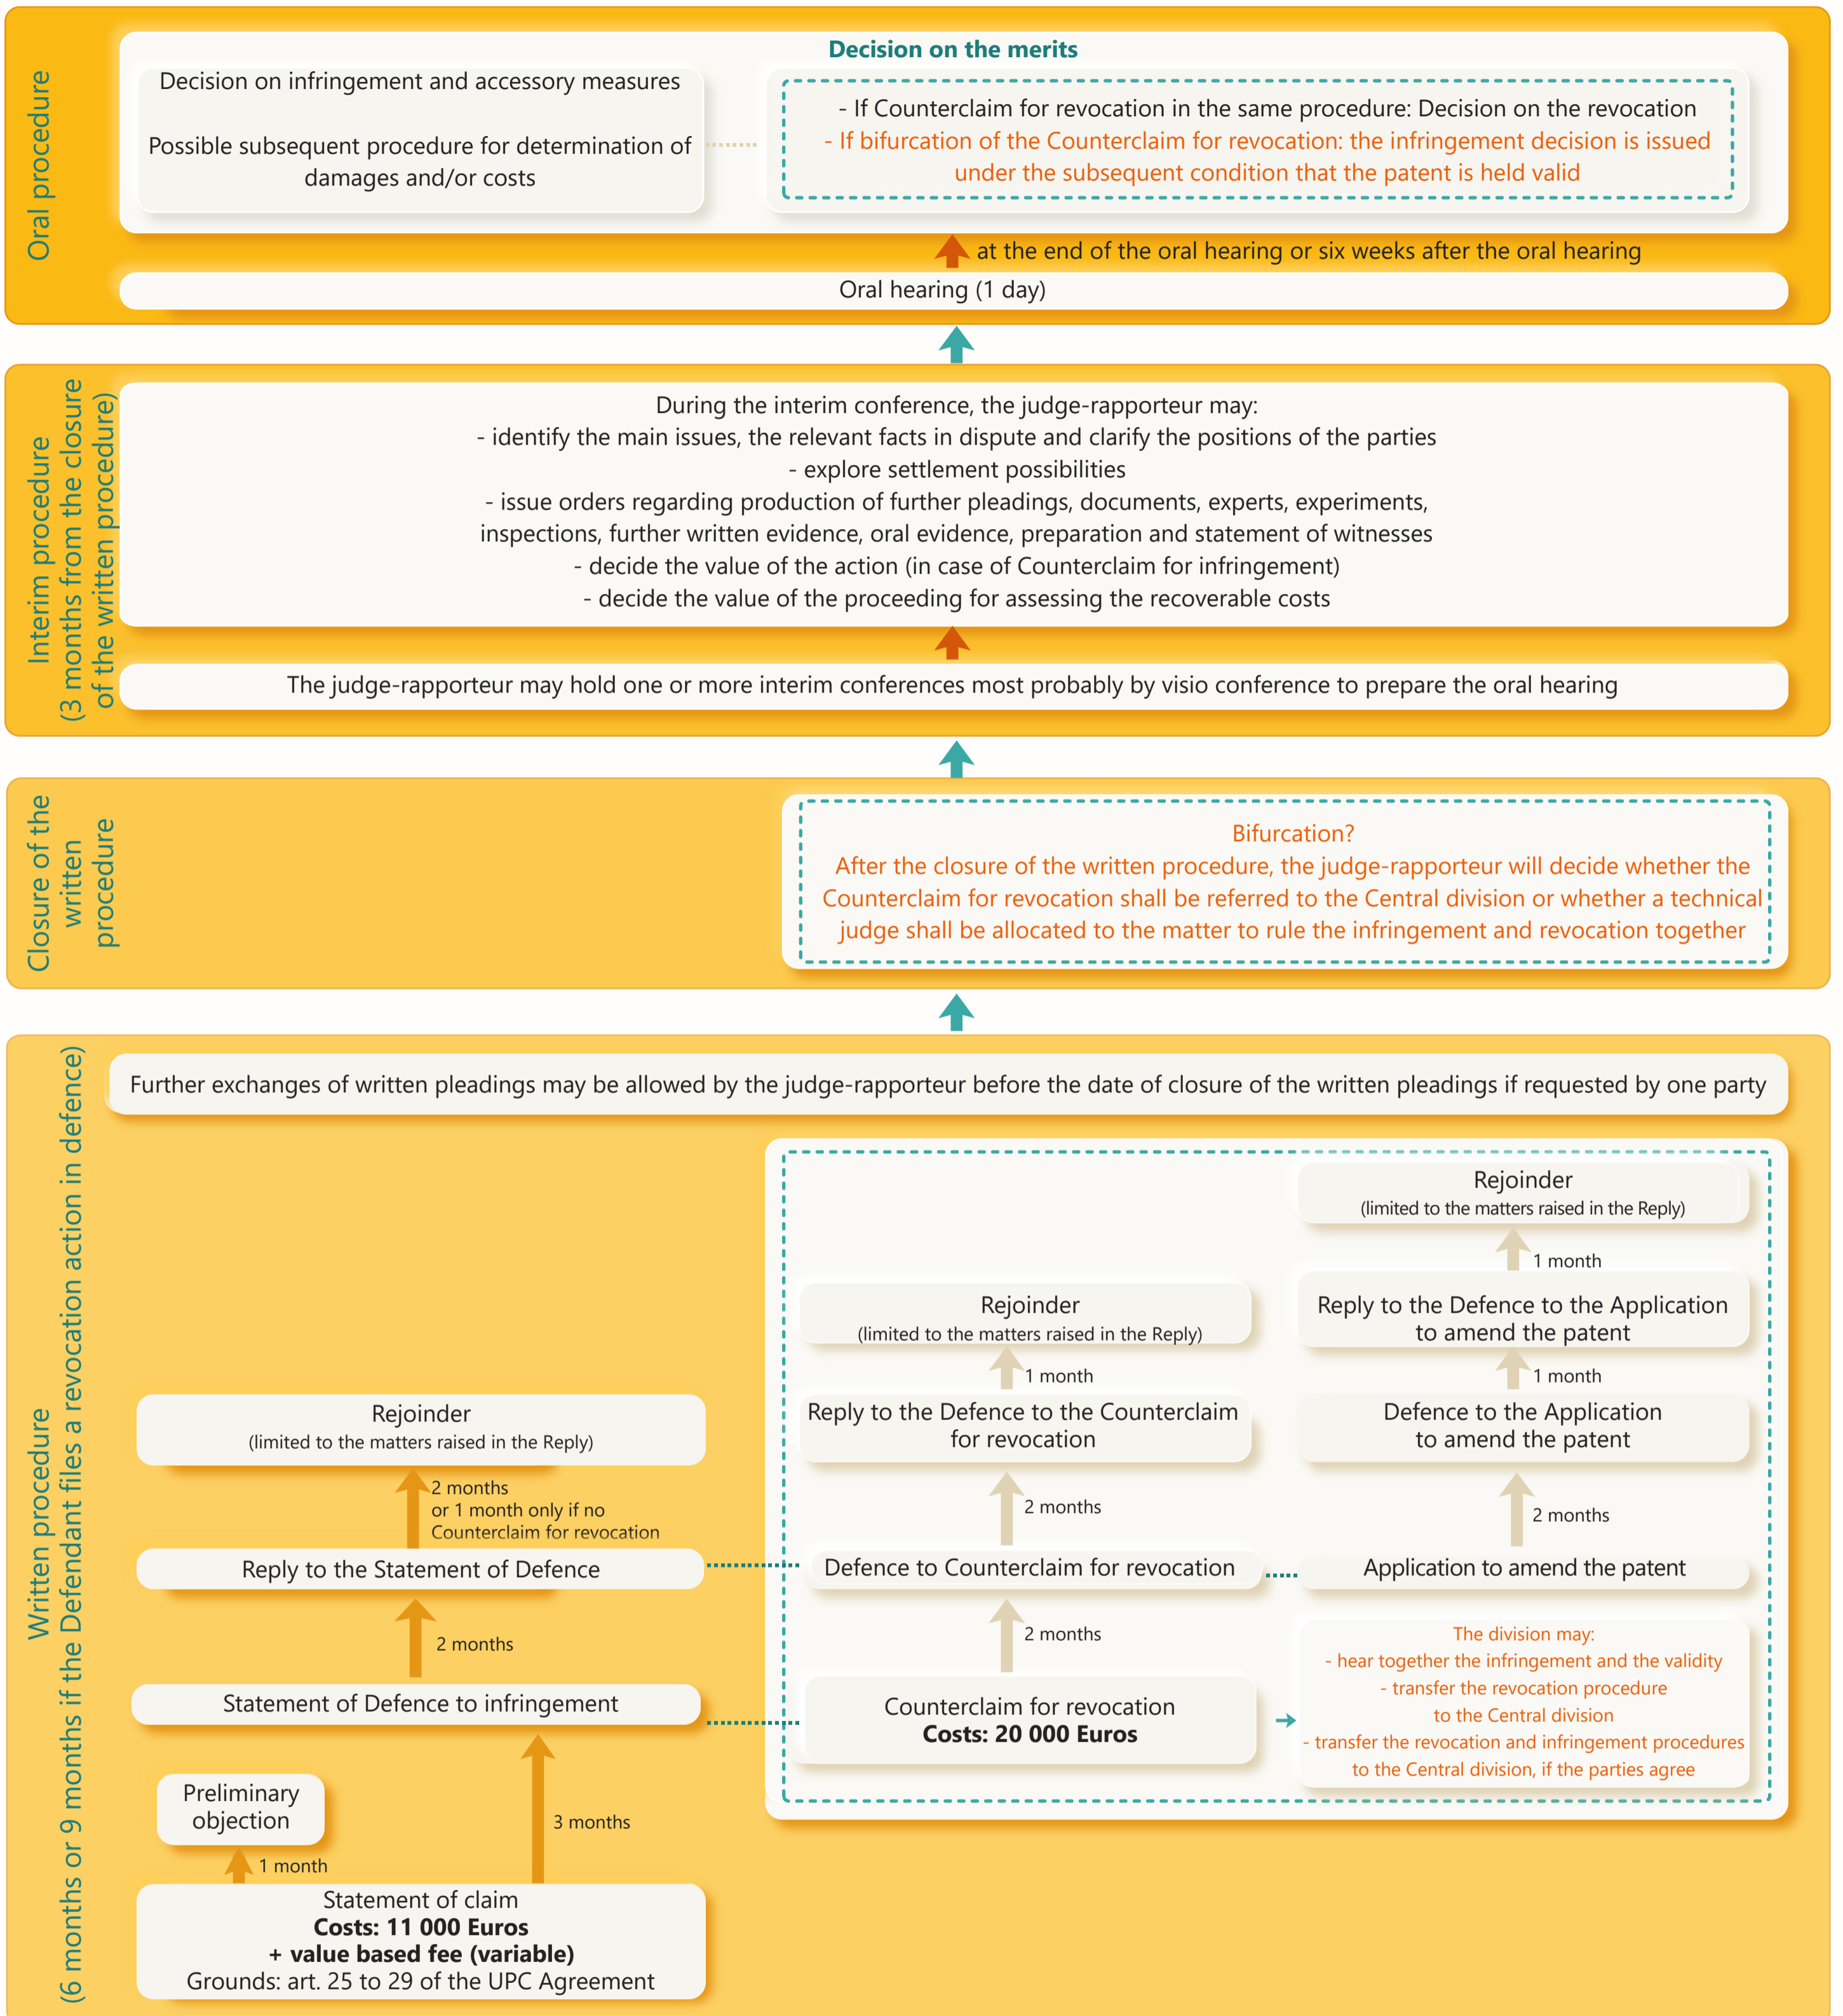 Oral procedure
Decision on the merits
Decision on infringement and accessory measures
Possible subsequent procedure for determination of
damages and/or costs
- If Counterclaim for revocation in the same procedure: Decision on the revocation
- If bifurcation of the Counterclaim for revocation: the infringement decision is issued
under the subsequent condition that the patent is held valid
at the end of the oral hearing or six weeks after the oral hearing
Oral hearing (1 day)
Interim procedure
(3 months from the closure
of the written procedure)
During the interim conference, the judge-rapporteur may:
- identify the main issues, the relevant facts in dispute and clarify the positions of the parties
- explore settlement possibilities
- issue orders regarding production of further pleadings, documents, experts, experiments,
inspections, further written evidence, oral evidence, preparation and statement of witnesses
- decide the value of the action (in case of Counterclaim for infringement)
- decide the value of the proceeding for assessing the recoverable costs
The judge-rapporteur may hold one or more interim conferences most probably by visio conference to prepare the oral hearing
Closure of the
written
procedure
Bifurcation?
After the closure of the written procedure, the judge-rapporteur will decide whether the
Counterclaim for revocation shall be referred to the Central division or whether a technical
judge shall be allocated to the matter to rule the infringement and revocation together
Written procedure
(6 months or 9 months if the Defendant files a revocation action in defence)
Further exchanges of written pleadings may be allowed by the judge-rapporteur before the date of closure of the written pleadings if requested by one party
Rejoinder
(limited to the matters raised in the Reply)
2 months
or 1 month only if no
Counterclaim for revocation
Reply to the Statement of Defence
2 months
Statement of Defence to infringement
Preliminary
objection
1 month
3 months
Statement of claim
Costs: 11 000 Euros
+ value based fee (variable)
Grounds: art. 25 to 29 of the UPC Agreement
Rejoinder
(limited to the matters raised in the Reply)
1 month
Reply to the Defence to the Counterclaim
for revocation
2 months
Defence to Counterclaim for revocation
2 months
Counterclaim for revocation
Costs: 20 000 Euros
Rejoinder
(limited to the matters raised in the Reply)
1 month
Reply to the Defence to the Application
to amend the patent
1 month
Defence to the Application
to amend the patent
2 months
Application to amend the patent
The division may:
- hear together the infringement and the validity
- transfer the revocation procedure
to the Central division
- transfer the revocation and infringement procedures
to the Central division, if the parties agree